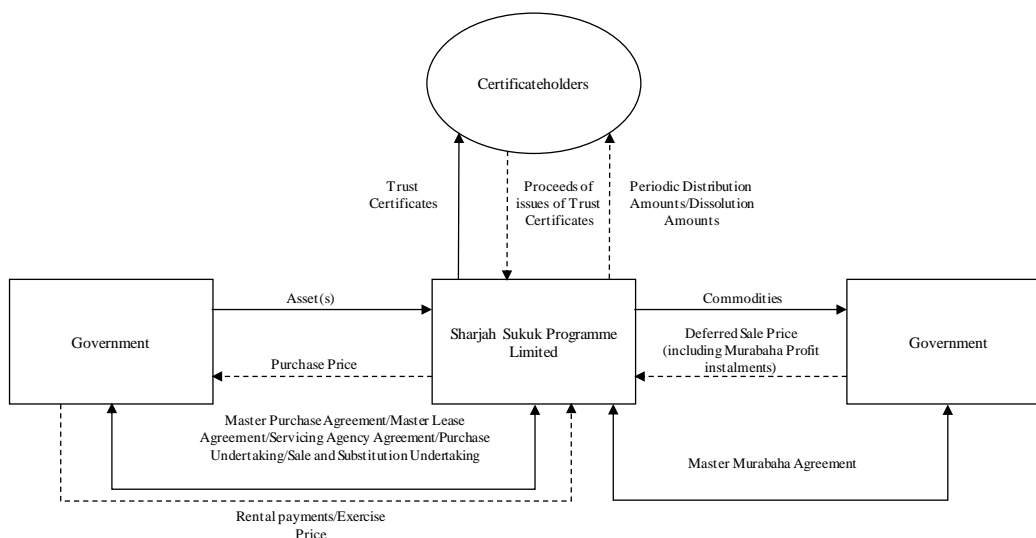 Certificateholders
Trust
Certificates
Proceeds of
issues of Trust
Certificates
Periodic Distribution
Amounts/Dissolution
Amounts
Government
Asset(s)
Purchase Price
Sharjah Sukuk Programme
Limited
Commodities
Deferred Sale Price
(including Murabaha Profit
instalments)
Government
Master Purchase Agreement/Master Lease
Agreement/Servicing Agency Agreement/Purchase
Undertaking/Sale and Substitution Undertaking
Master Murabaha Agreement
Rental payments/Exercise
Price